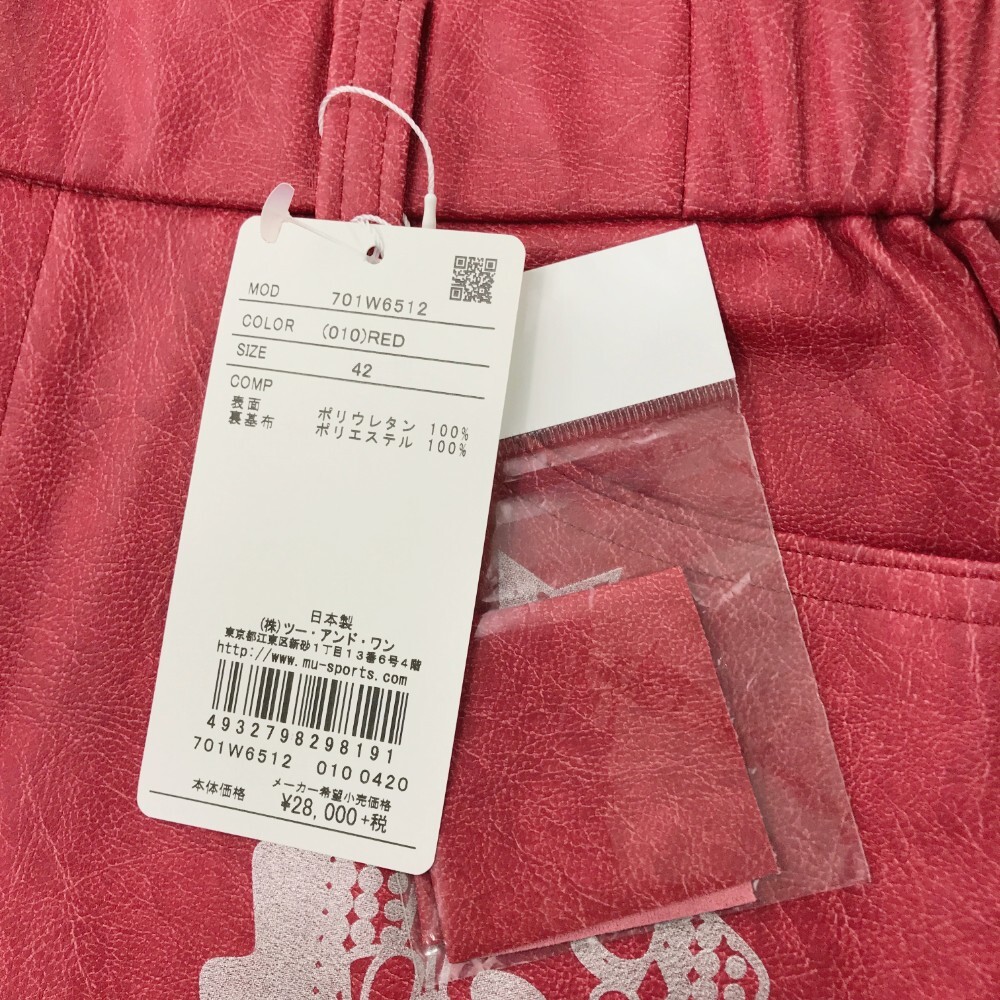 MOD 701W6512
COLOR (010)RED
SIZE 42
COMP
表面 ポリウレタン 100%
裏基布 ポリエステル 100%
日本製
(株)ツー・アンド・ワン
東京都江東区新砂1丁目13番6号4階
http://www.mu-sports.com
4932798298191
701W6512 010 0420
メーカー希望小売価格
本体価格 ¥28,000+税